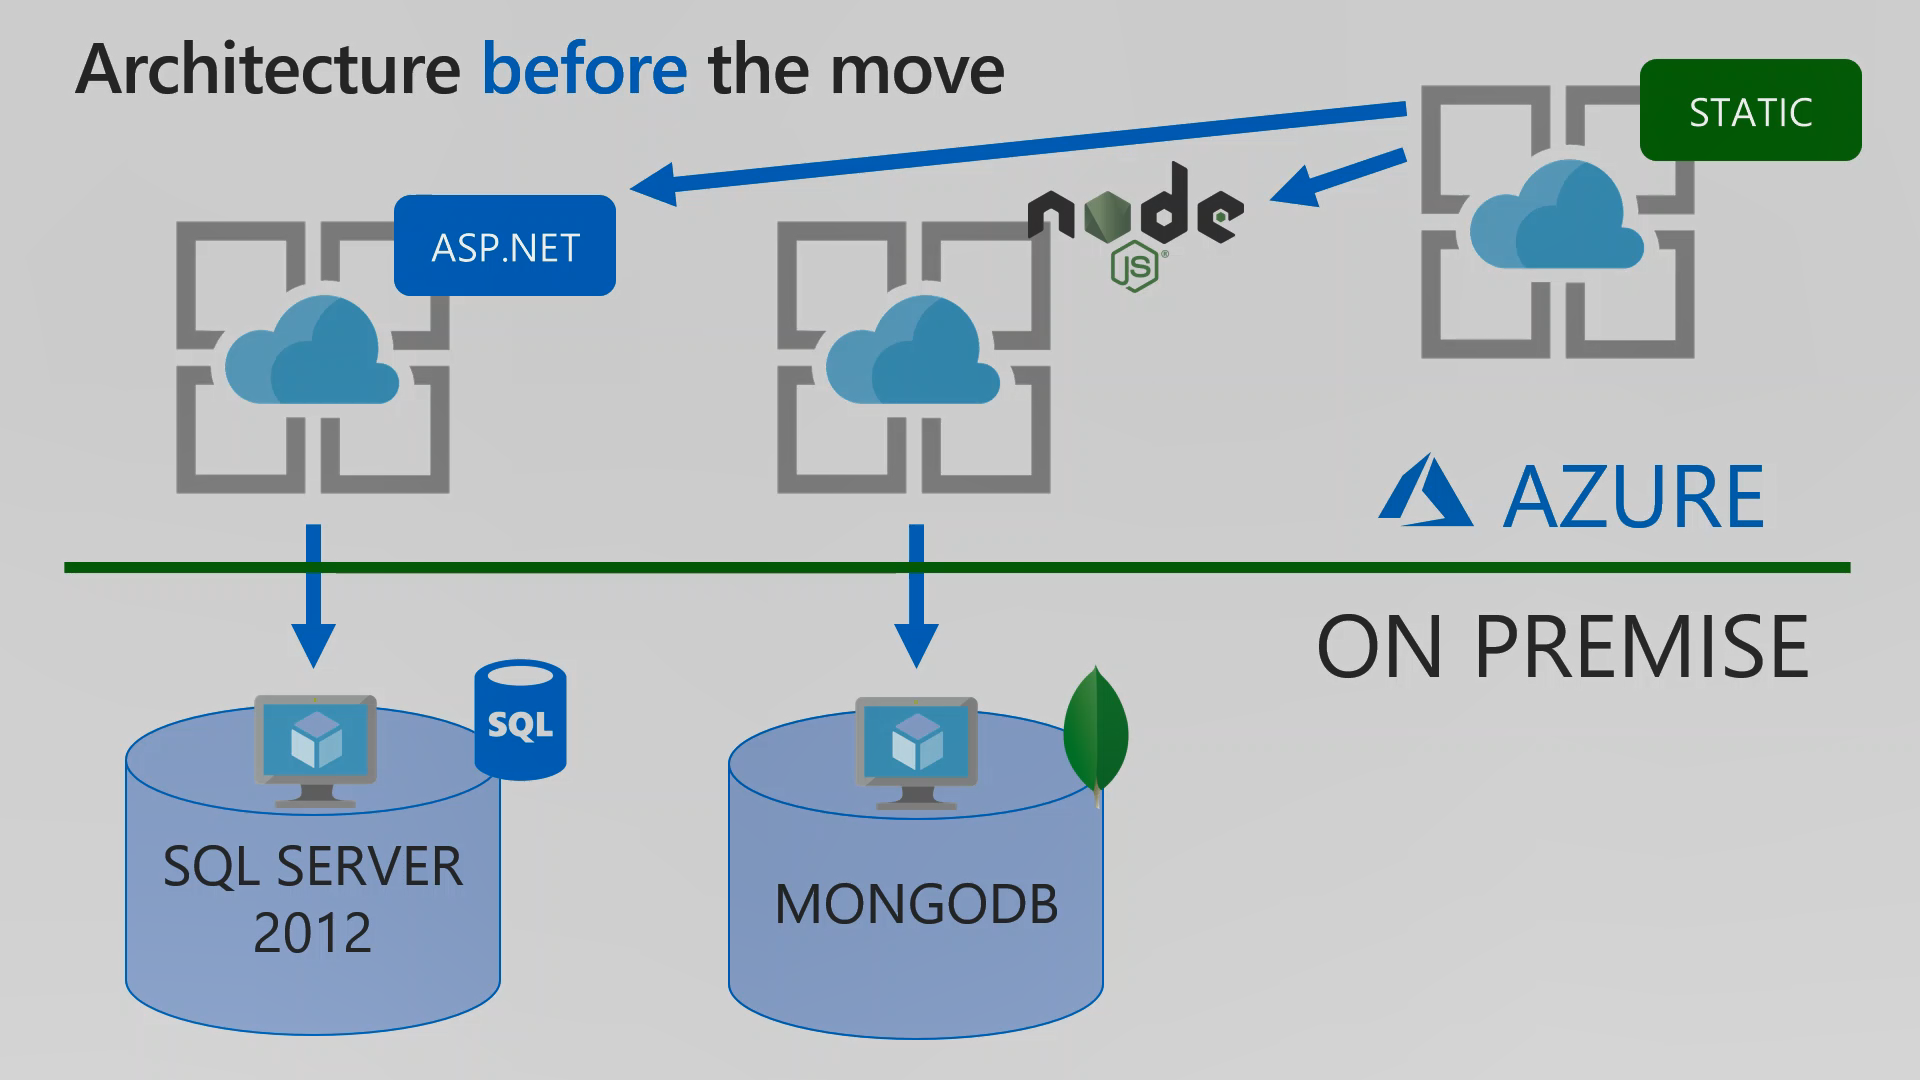 Architecture before the move
STATIC
ASP.NET
node
JS®
AZURE
ON PREMISE
SQL
SQL SERVER
2012
MONGODB